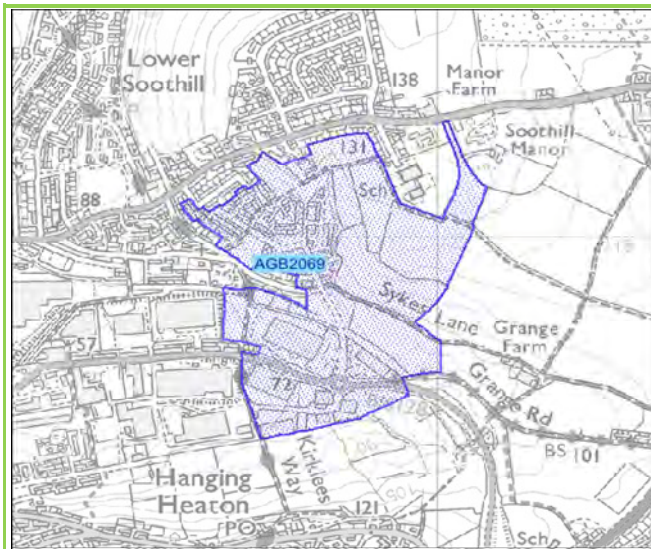 Lower
Soothill
138
Manor
Farm
Soothill
Manor
131
Sch
88
AGB2069
Sykes Lane
Grange
Farm
57
Grange Rd
72
BS 101
Kirklees
Way
Hanging
Heaton
PO
121
Sch